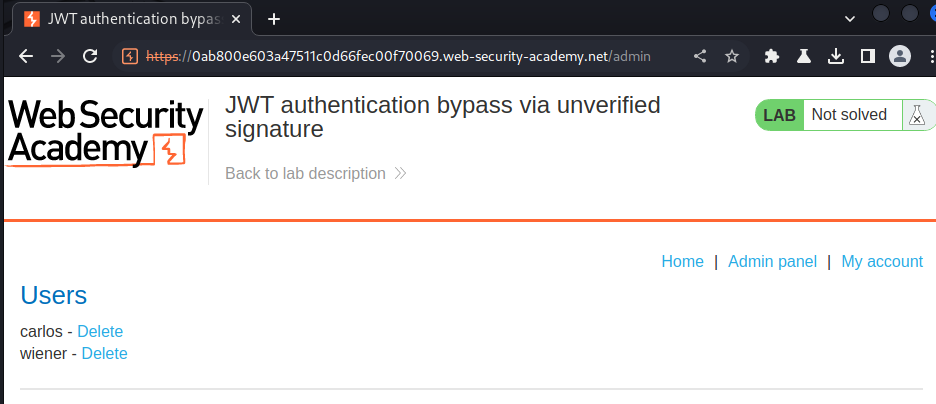 JWT authentication bypas
https://0ab800e603a47511c0d66fec00f70069.web-security-academy.net/admin
Web Security
Academy
JWT authentication bypass via unverified
signature
LAB Not solved
Back to lab description
Home | Admin panel | My account
Users
carlos - Delete
wiener - Delete